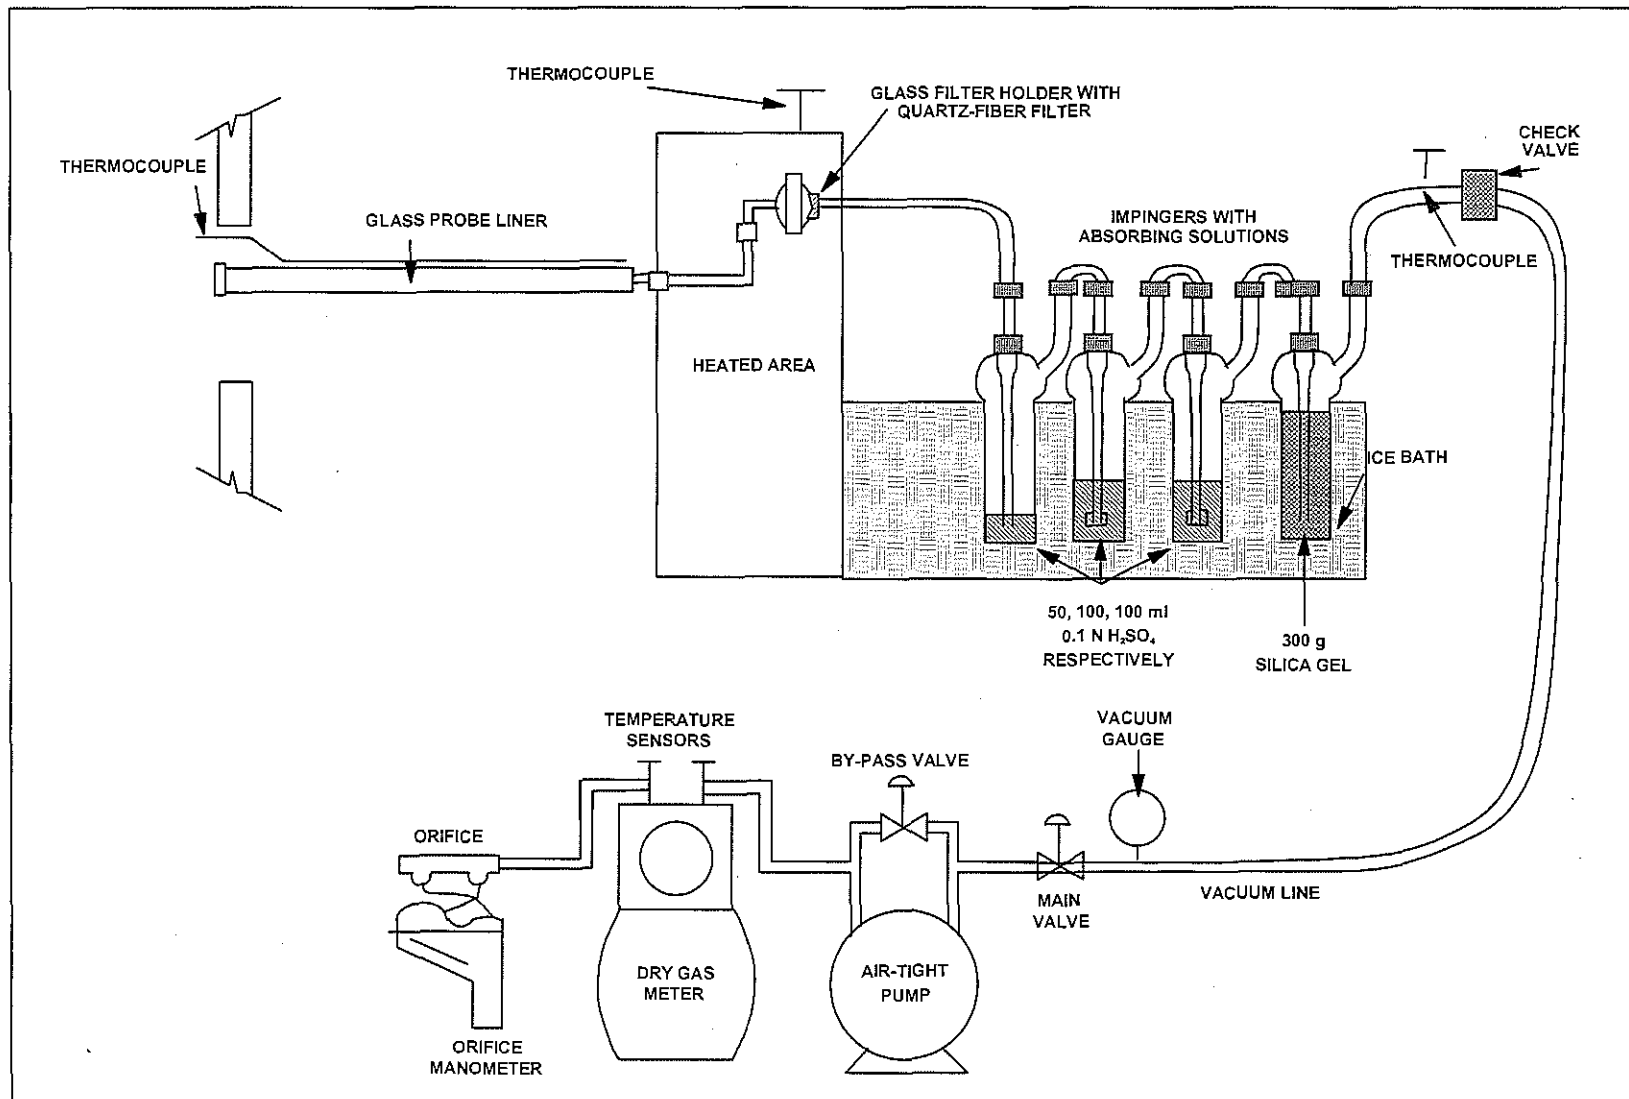 THERMOCOUPLE
GLASS FILTER HOLDER WITH
QUARTZ-FIBER FILTER
CHECK
VALVE
THERMOCOUPLE
GLASS PROBE LINER
IMPINGERS WITH
ABSORBING SOLUTIONS
THERMOCOUPLE
HEATED AREA
ICE BATH
50, 100, 100 ml
0.1 N H₂SO₄
RESPECTIVELY
300 g
SILICA GEL
TEMPERATURE
SENSORS
VACUUM
GAUGE
BY-PASS VALVE
ORIFICE
MAIN
VALVE
VACUUM LINE
DRY GAS
METER
AIR-TIGHT
PUMP
ORIFICE
MANOMETER